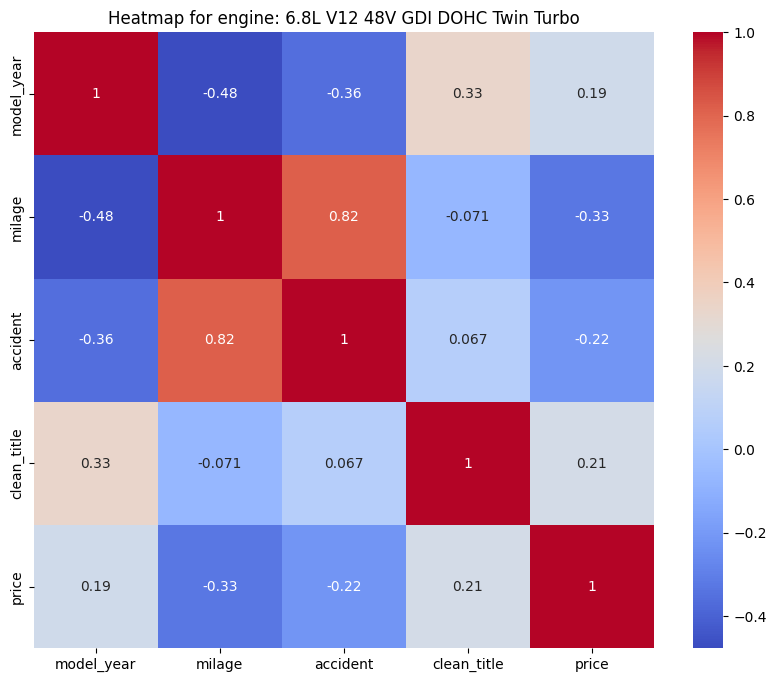 Heatmap for engine: 6.8L V12 48V GDI DOHC Twin Turbo
model_year 1 -0.48 -0.36 0.33 0.19
milage -0.48 1 0.82 -0.071 -0.33
accident -0.36 0.82 1 0.067 -0.22
clean_title 0.33 -0.071 0.067 1 0.21
price 0.19 -0.33 -0.22 0.21 1
model_year milage accident clean_title price
1.0
0.8
0.6
0.4
0.2
0.0
-0.2
-0.4